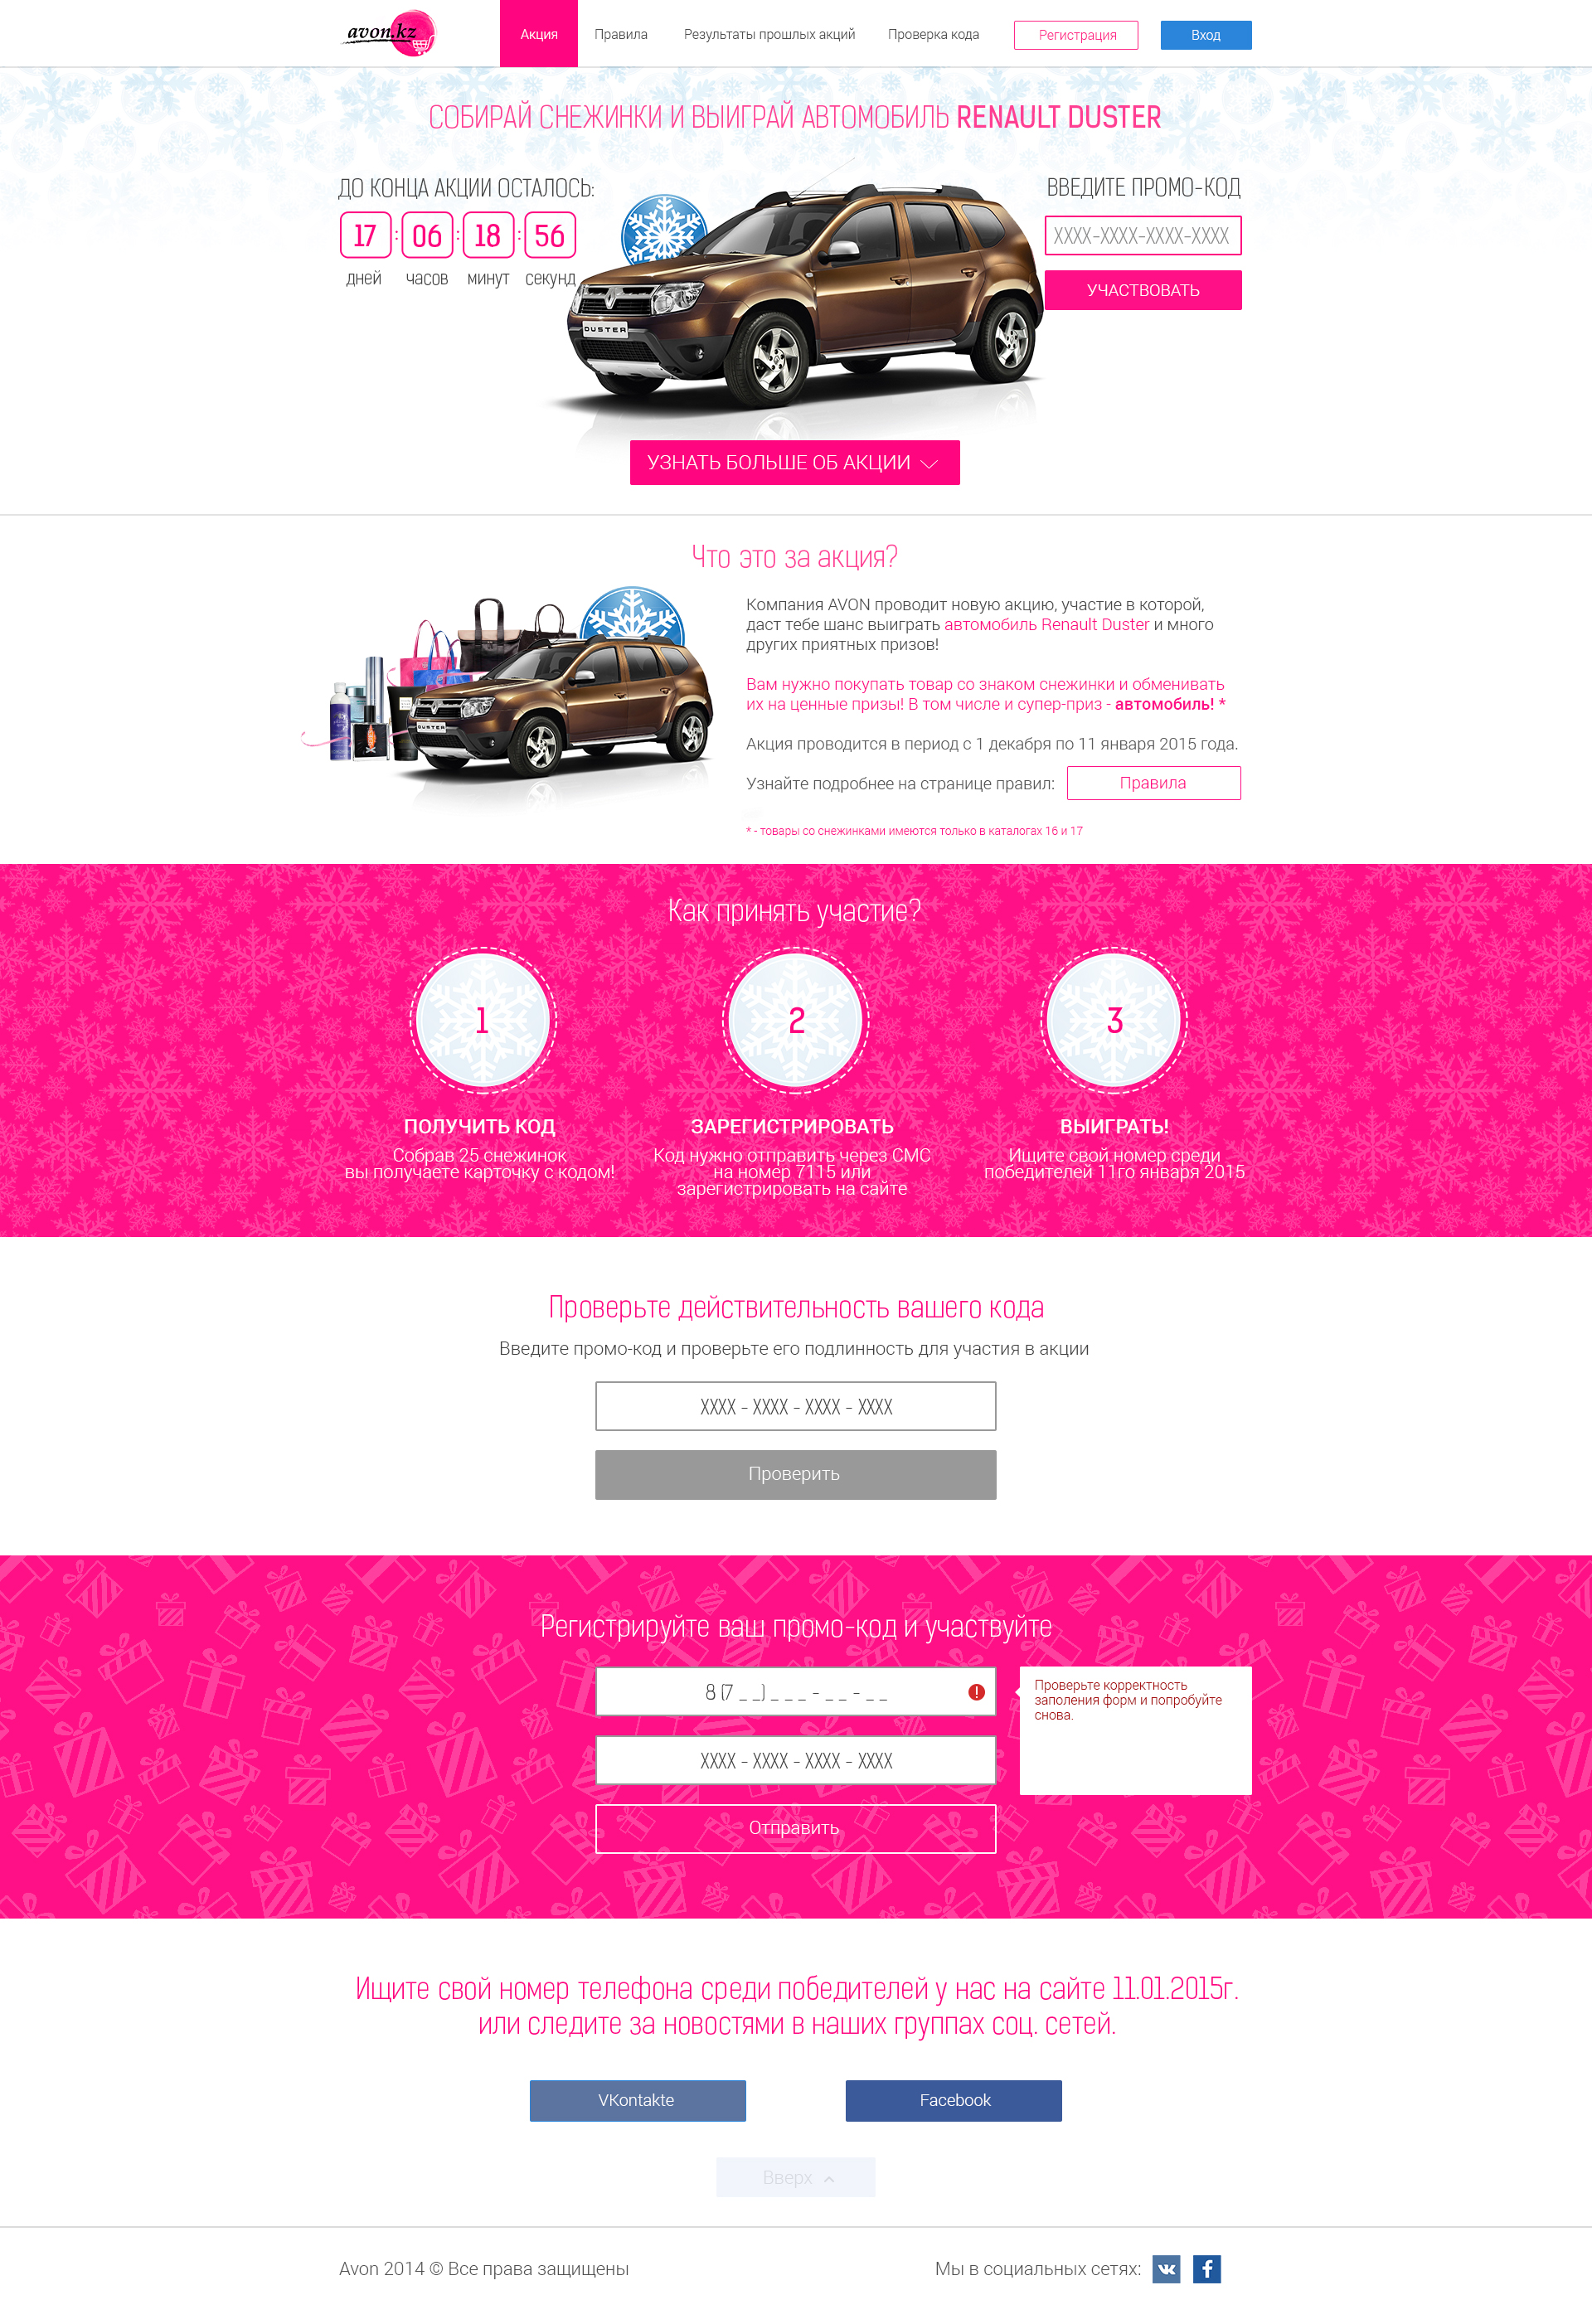 avon.kz
Акция
Правила
Результаты прошлых акций
Проверка кода
Регистрация
Вход
СОБИРАЙ СНЕЖИНКИ И ВЫИГРАЙ АВТОМОБИЛЬ RENAULT DUSTER
ДО КОНЦА АКЦИИ ОСТАЛОСЬ:
17 : 06 : 18 : 56
дней часов минут секунд
DUSTER
ВВЕДИТЕ ПРОМО-КОД
XXXX-XXXX-XXXX-XXXX
УЧАСТВОВАТЬ
УЗНАТЬ БОЛЬШЕ ОБ АКЦИИ
Что это за акция?
DUSTER
Компания AVON проводит новую акцию, участие в которой,
даст тебе шанс выиграть автомобиль Renault Duster и много
других приятных призов!
Вам нужно покупать товар со знаком снежинки и обменивать
их на ценные призы! В том числе и супер-приз - автомобиль! *
Акция проводится в период с 1 декабря по 11 января 2015 года.
Узнайте подробнее на странице правил:
Правила
* - товары со снежинками имеются только в каталогах 16 и 17
Как принять участие?
1
2
3
ПОЛУЧИТЬ КОД
Собрав 25 снежинок
вы получаете карточку с кодом!
ЗАРЕГИСТРИРОВАТЬ
Код нужно отправить через СМС
на номер 7115 или
зарегистрировать на сайте
ВЫИГРАТЬ!
Ищите свой номер среди
победителей 11го января 2015
Проверьте действительность вашего кода
Введите промо-код и проверьте его подлинность для участия в акции
XXXX - XXXX - XXXX - XXXX
Проверить
Регистрируйте ваш промо-код и участвуйте
8 (7 _ _) _ _ _ - _ _ - _ _
!
Проверьте корректность
заполения форм и попробуйте
снова.
XXXX - XXXX - XXXX - XXXX
Отправить
Ищите свой номер телефона среди победителей у нас на сайте 11.01.2015г.
или следите за новостями в наших группах соц. сетей.
VKontakte
Facebook
Вверх
Avon 2014 © Все права защищены
Мы в социальных сетях: